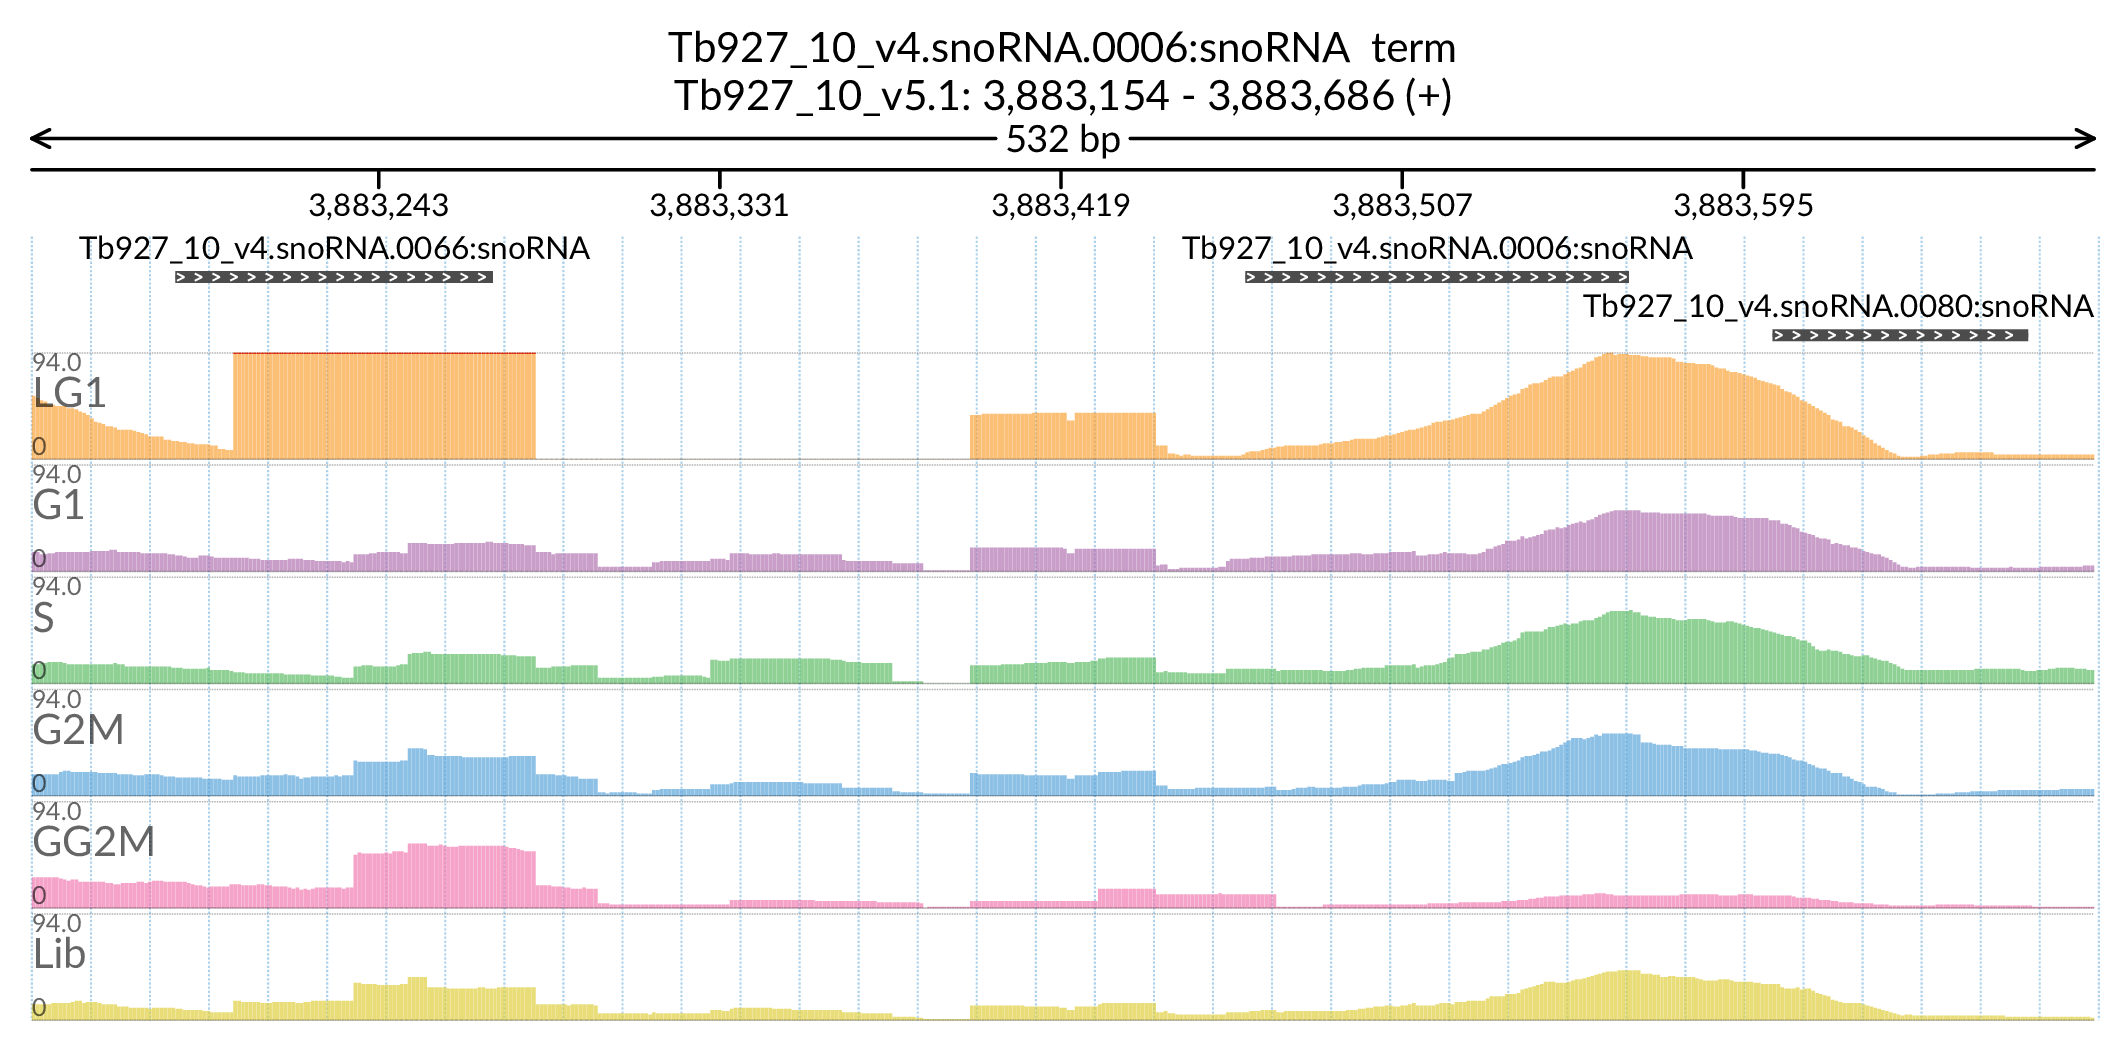 Tb927_10_v4.snoRNA.0006:snoRNA term
Tb927_10_v5.1: 3,883,154 - 3,883,686 (+)
532 bp
3,883,243 3,883,331 3,883,419 3,883,507 3,883,595
Tb927_10_v4.snoRNA.0066:snoRNA Tb927_10_v4.snoRNA.0006:snoRNA
Tb927_10_v4.snoRNA.0080:snoRNA
94.0
LG1
0
94.0
G1
0
94.0
S
0
94.0
G2M
0
94.0
GG2M
0
94.0
Lib
0